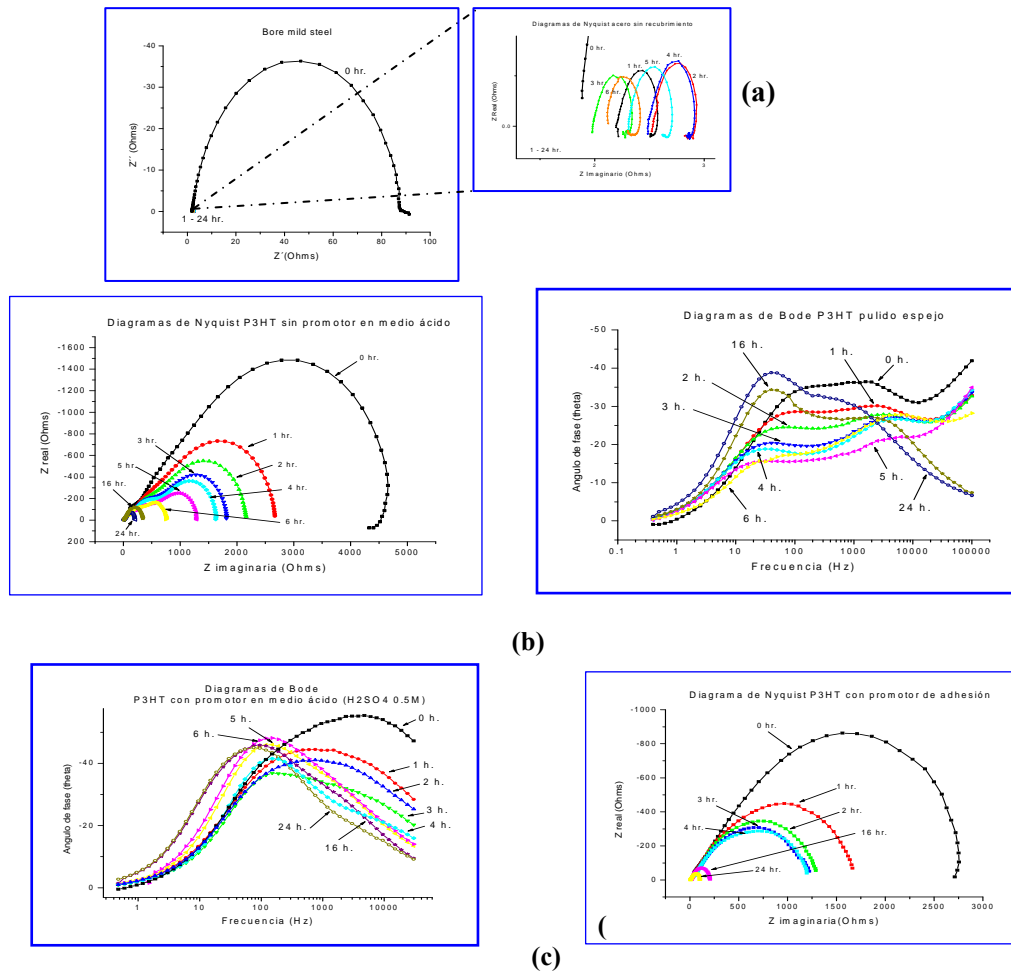 Bore mild steel
-40
-30
-20
-10
0
Z´´ (Ohms)
0 hr.
1 - 24 hr.
0 20 40 60 80 100
Z´(Ohms)
Diagramas de Nyquist acero sin recubrimiento
Z Real (Ohms)
0.0
0 hr.
3 hr.
6 hr.
1 hr.
5 hr.
4 hr.
2 hr.
1 - 24 hr.
2 3
Z Imaginario (Ohms)
(a)
Diagramas de Nyquist P3HT sin promotor en medio ácido
-1600
-1400
-1200
-1000
-800
-600
-400
-200
0
200
Z real (Ohms)
0 hr.
1 hr.
2 hr.
3 hr.
5 hr.
4 hr.
16 hr.
6 hr.
24 hr.
0 1000 2000 3000 4000 5000
Z imaginaria (Ohms)
Diagramas de Bode P3HT pulido espejo
-50
-40
-30
-20
-10
0
Angulo de fase (theta)
16 h.
1 h.
0 h.
2 h.
3 h.
4 h.
5 h.
6 h.
24 h.
0.1 1 10 100 1000 10000 100000
Frecuencia (Hz)
(b)
Diagramas de Bode
P3HT con promotor en medio ácido (H2SO4 0.5M)
-40
-20
0
Angulo de fase (theta)
5 h.
6 h.
0 h.
1 h.
2 h.
3 h.
4 h.
24 h.
16 h.
1 10 100 1000 10000
Frecuencia (Hz)
Diagrama de Nyquist P3HT con promotor de adhesión
-1000
-800
-600
-400
-200
0
Z real (Ohms)
0 hr.
1 hr.
2 hr.
3 hr.
4 hr.
16 hr.
24 hr.
0 500 1000 1500 2000 2500 3000
Z imaginaria(Ohms)
(
(c)